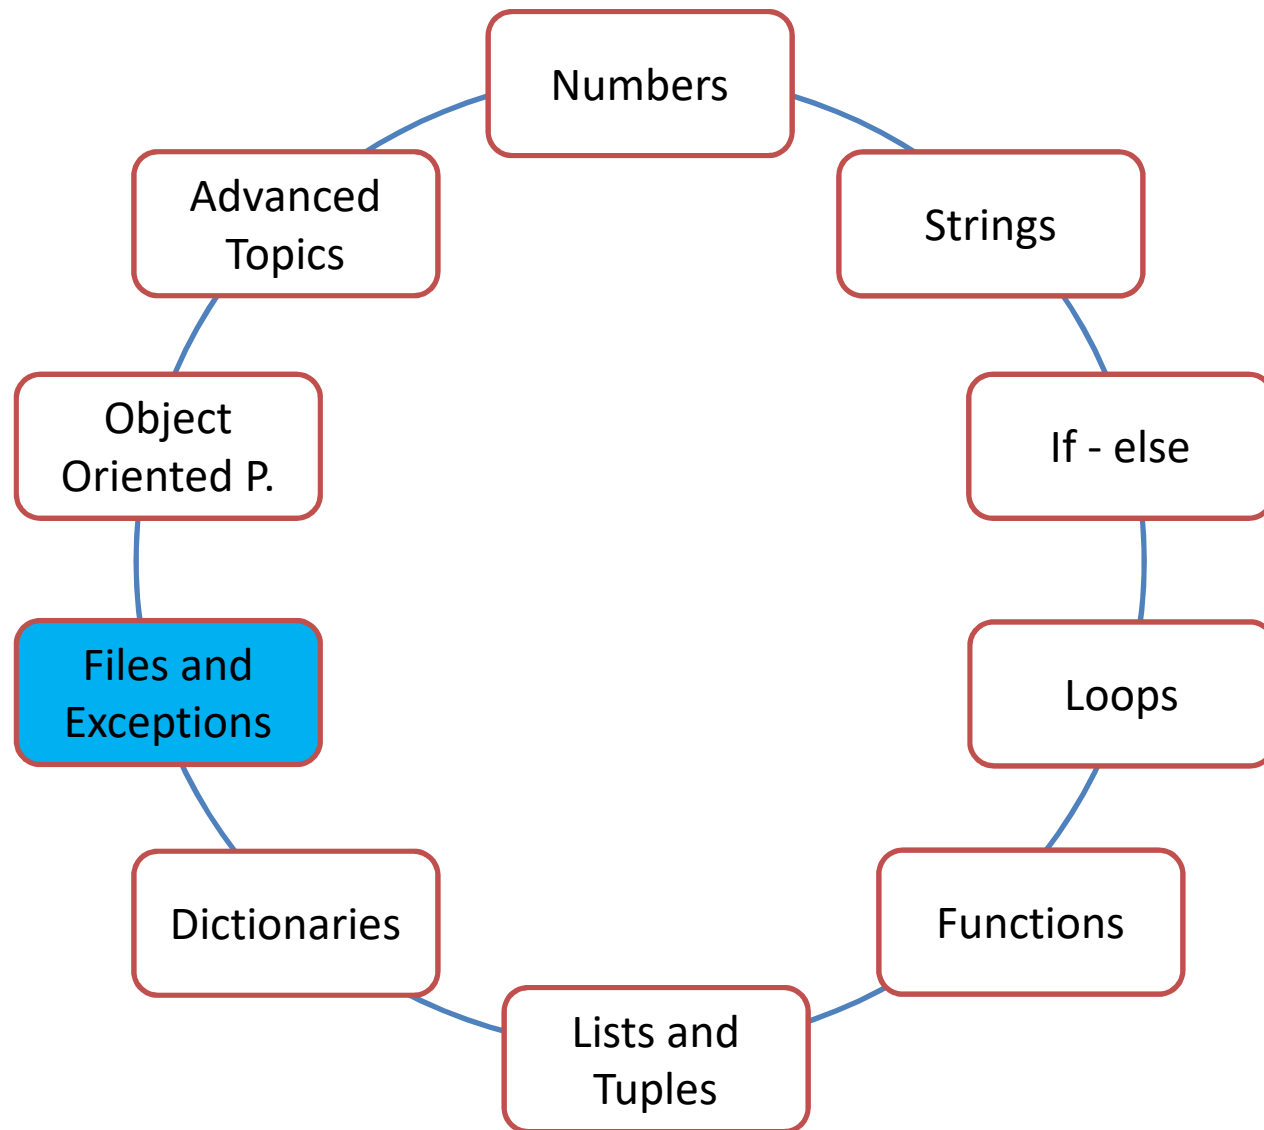 Numbers
Strings
If - else
Loops
Functions
Lists and
Tuples
Dictionaries
Files and
Exceptions
Object
Oriented P.
Advanced
Topics